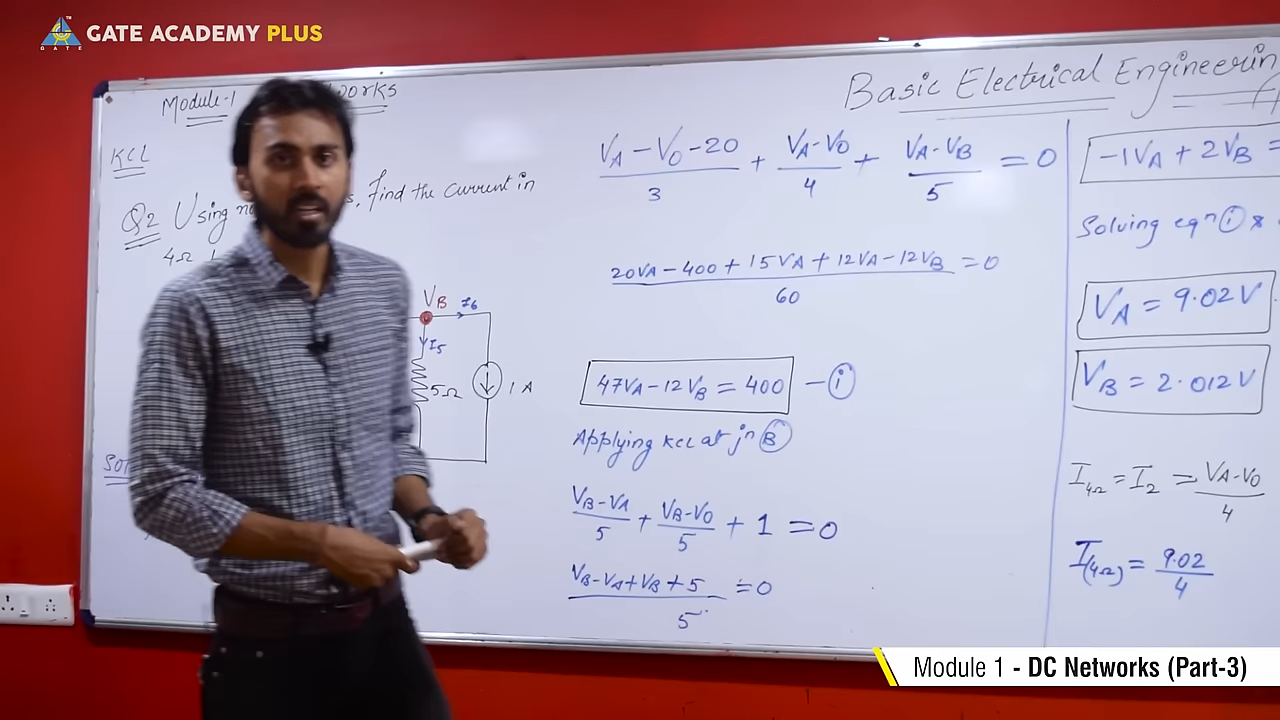 GATE ACADEMY PLUS
GATE
Module-1
Basic Electrical Engineerin
KCL
Q2 Using
, Find the current in
4Ω
VB
I6
I5
5Ω
1 A
VA - V0 - 20 / 3 + VA - V0 / 4 + VA - VB / 5 = 0
20VA - 400 + 15VA + 12VA - 12VB / 60 = 0
47VA - 12VB = 400 - (i)
Applying KCL at jn (B)
VB - VA / 5 + VB - V0 / 5 + 1 = 0
VB - VA + VB + 5 / 5 = 0
-1VA + 2VB =
Solving eqn (i) &
VA = 9.02V
VB = 2.012V
I4Ω = I2 = VA - V0 / 4
I(4Ω) = 9.02 / 4
Module 1 - DC Networks (Part-3)